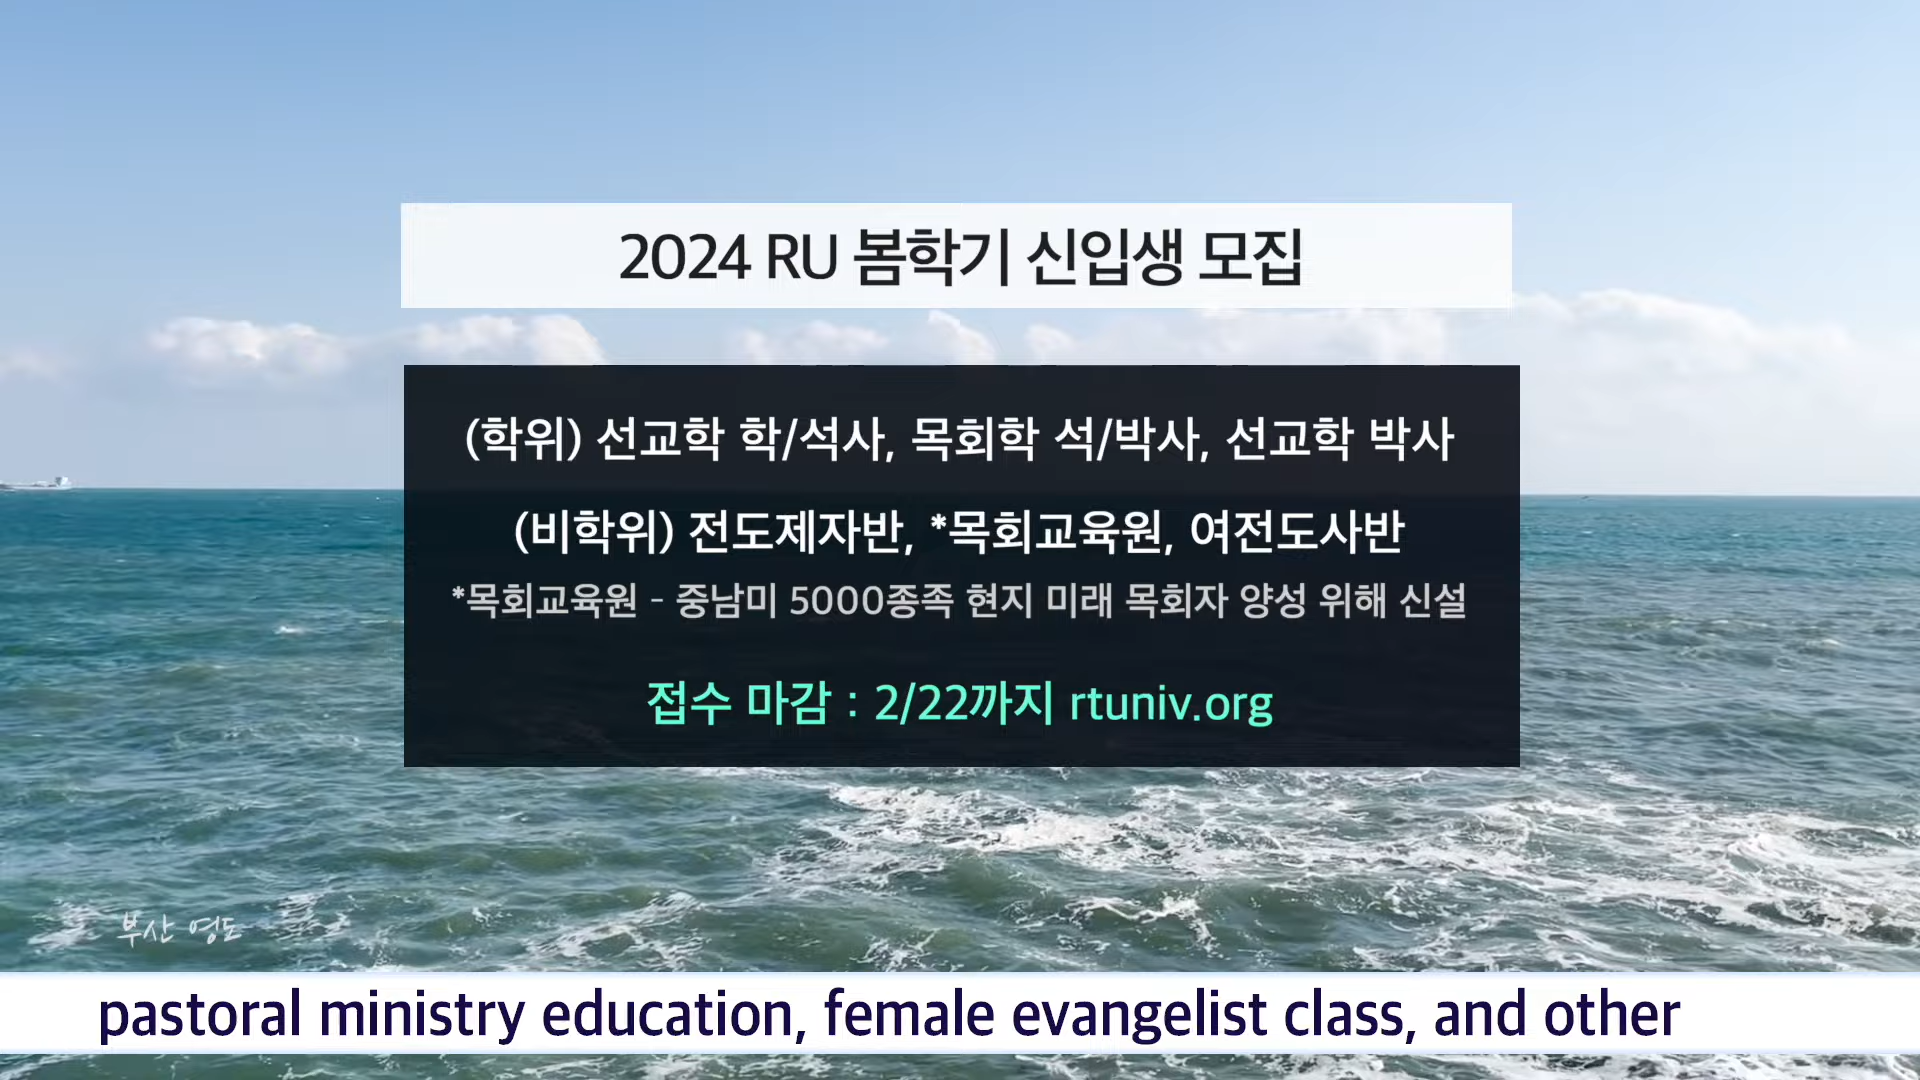 2024 RU 봄학기 신입생 모집
(학위) 선교학 학/석사, 목회학 석/박사, 선교학 박사
(비학위) 전도제자반, *목회교육원, 여전도사반
*목회교육원 - 중남미 5000종족 현지 미래 목회자 양성 위해 신설
접수 마감 : 2/22까지 rtuniv.org
부산 영도
pastoral ministry education, female evangelist class, and other